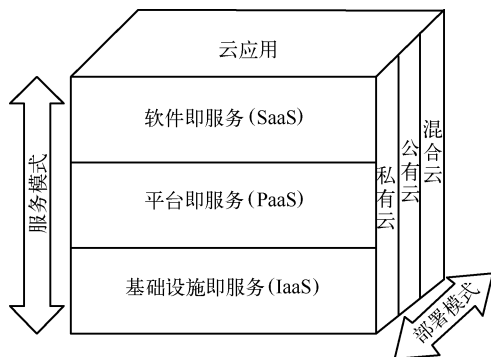 云应用
软件即服务(SaaS)
平台即服务(PaaS)
基础设施即服务(IaaS)
服务模式
私有云
公有云
混合云
部署模式